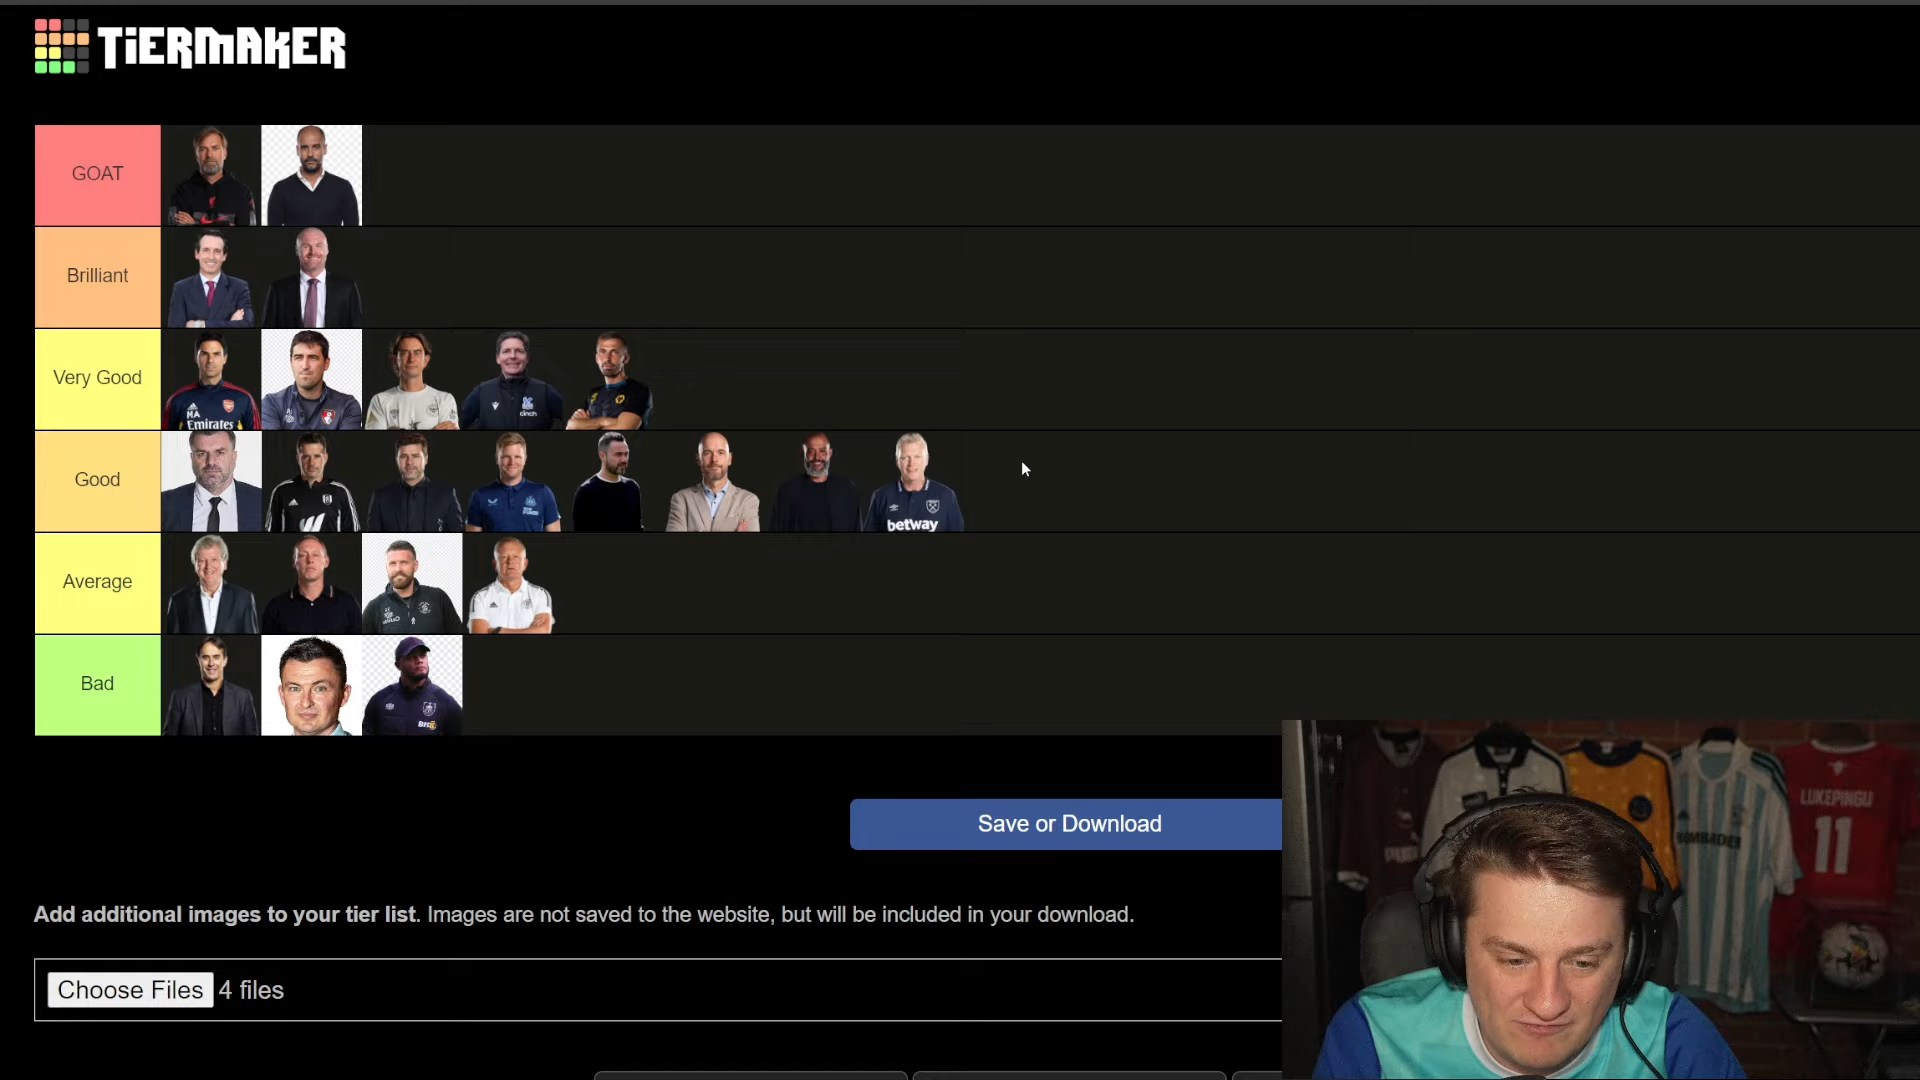 TIERMAKER
GOAT
Brilliant
Very Good
MA
Emirates
cinch
Good
betway
Average
Bad
Save or Download
LUKEPINGU
11
Add additional images to your tier list. Images are not saved to the website, but will be included in your download.
Choose Files 4 files